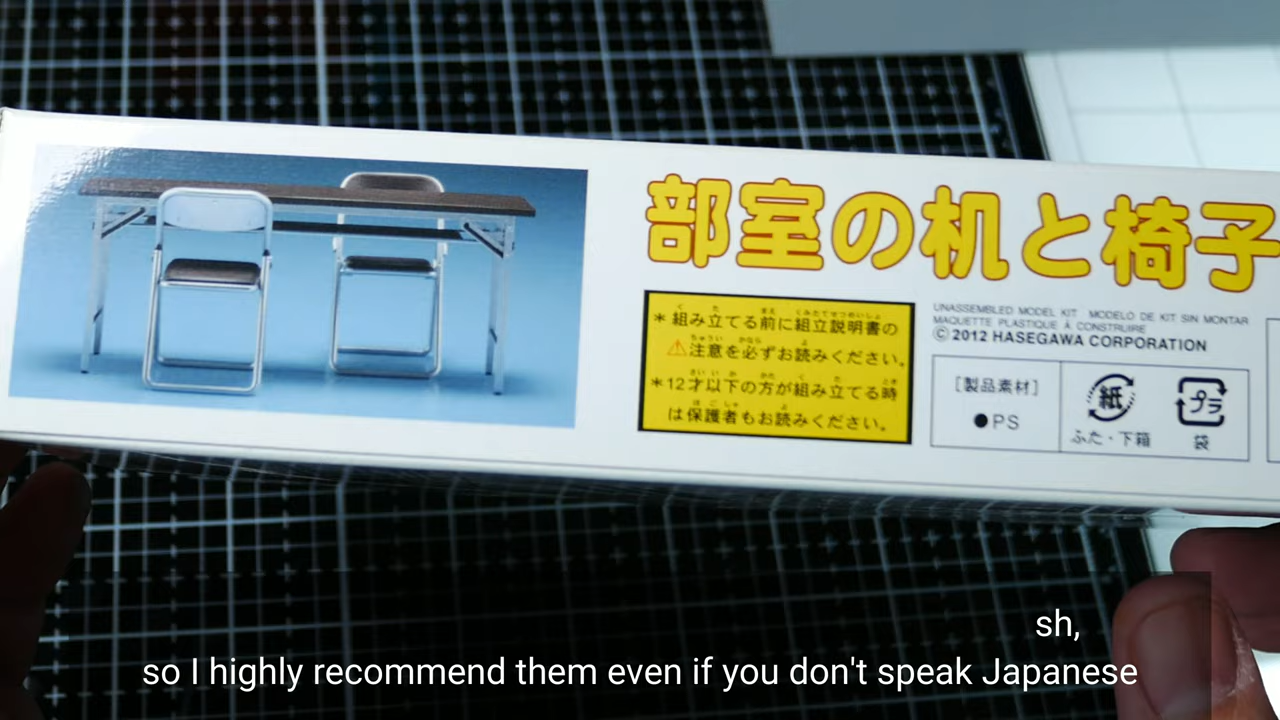 部室の机と椅子
＊組み立てる前に組立説明書の
⚠注意を必ずお読みください。
＊12才以下の方が組み立てる時
は保護者もお読みください。
UNASSEMBLED MODEL KIT MODELO DE KIT SIN MONTAR
MAQUETTE PLASTIQUE À CONSTRUIRE
© 2012 HASEGAWA CORPORATION
[製品素材]
●PS
紙
ふた・下箱
プラ
袋
sh,
so I highly recommend them even if you don't speak Japanese